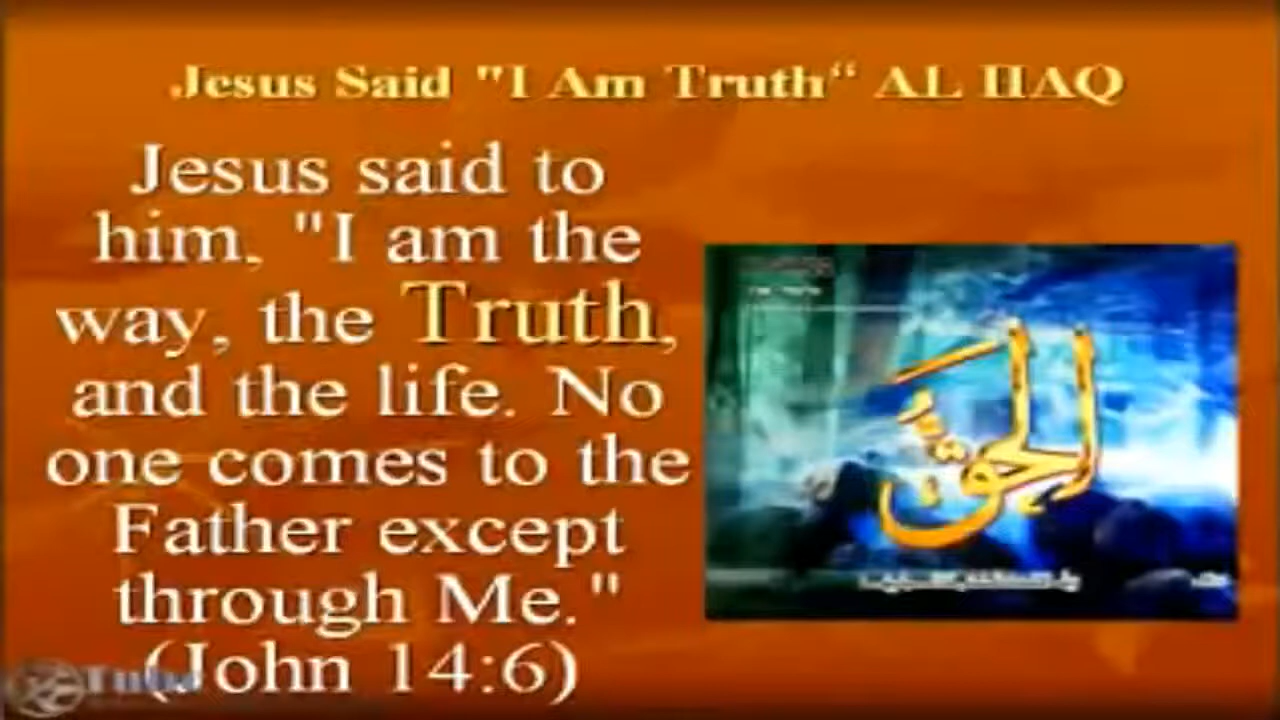 Jesus Said "I Am Truth“ AL HAQ
Jesus said to
him, "I am the
way, the Truth,
and the life. No
one comes to the
Father except
through Me."
(John 14:6)
الحق
Tube